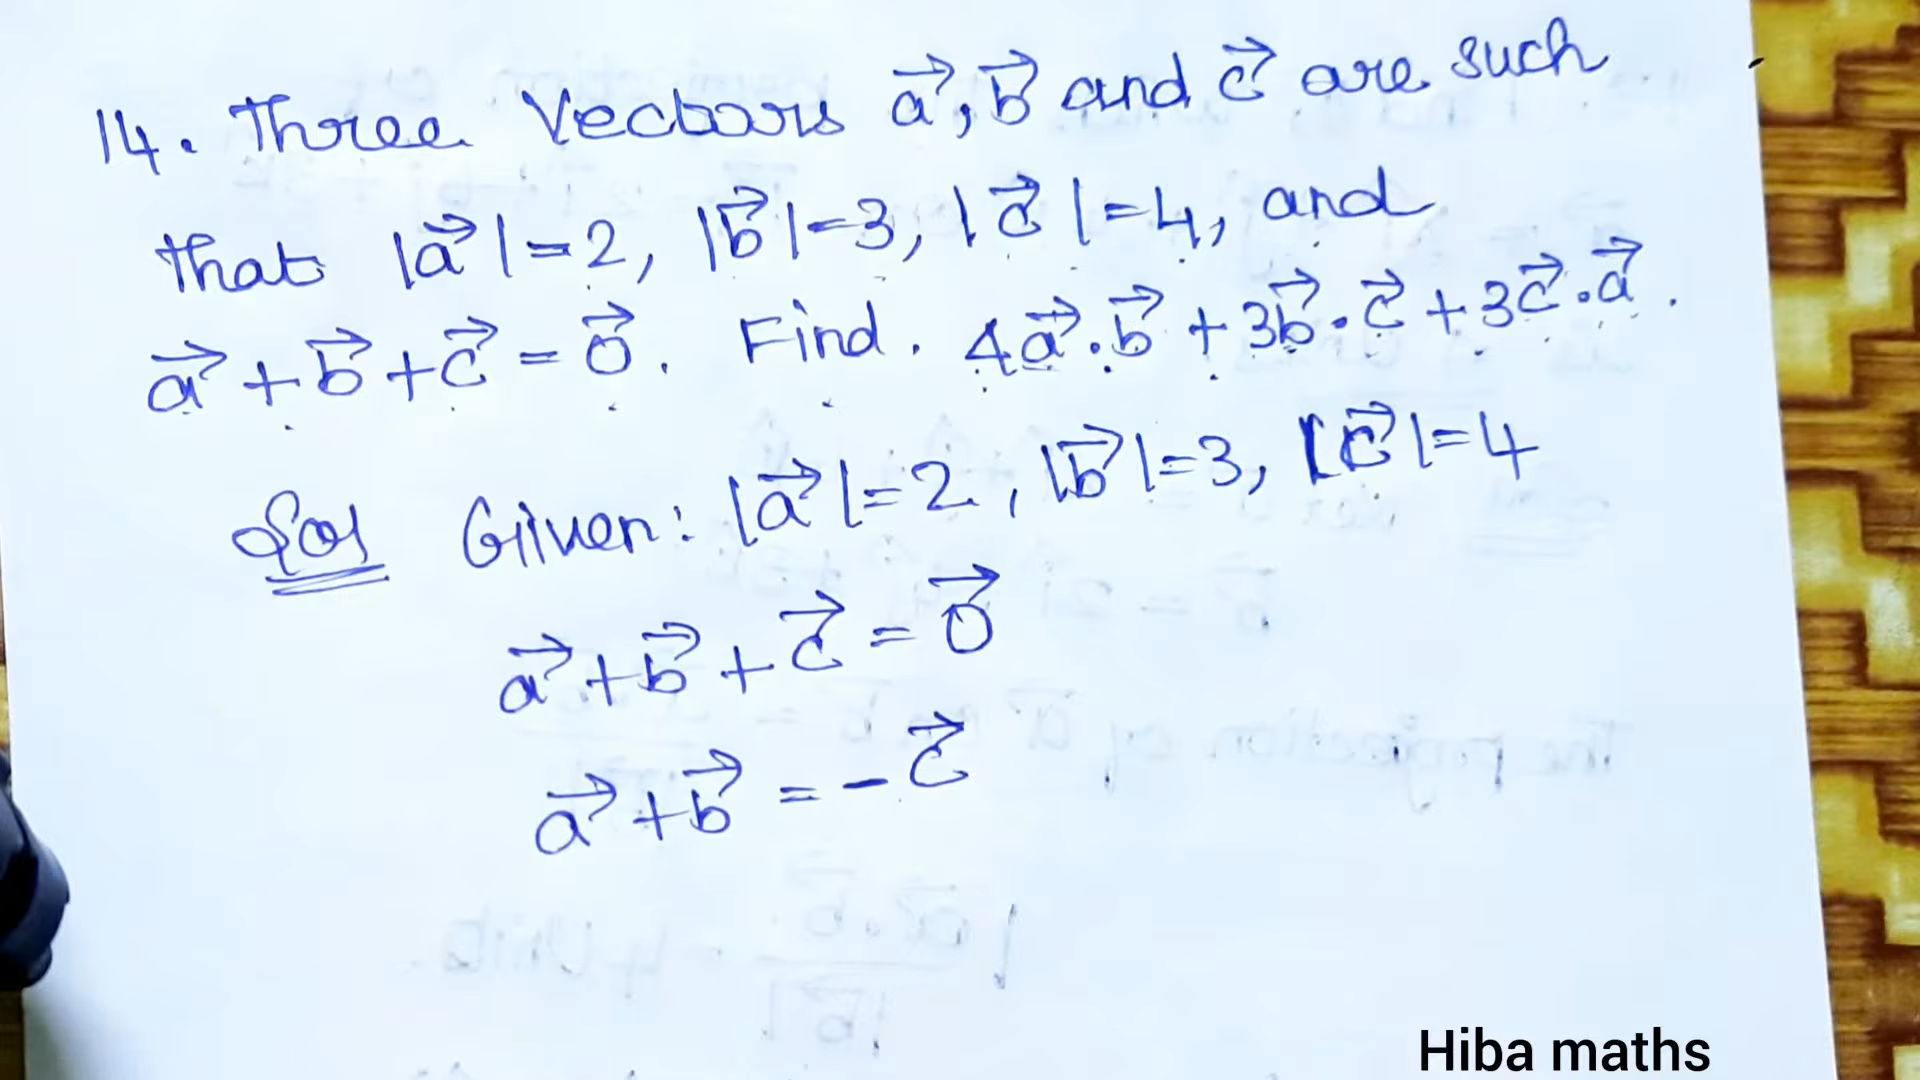 14. Three Vectors a⃗, b⃗ and c⃗ are such
that |a⃗| = 2, |b⃗| = 3, |c⃗| = 4, and
a⃗ + b⃗ + c⃗ = 0⃗. Find. 4a⃗·b⃗ + 3b⃗·c⃗ + 3c⃗·a⃗.
Sol Given: |a⃗| = 2, |b⃗| = 3, |c⃗| = 4
a⃗ + b⃗ + c⃗ = 0⃗
a⃗ + b⃗ = -c⃗
Hiba maths